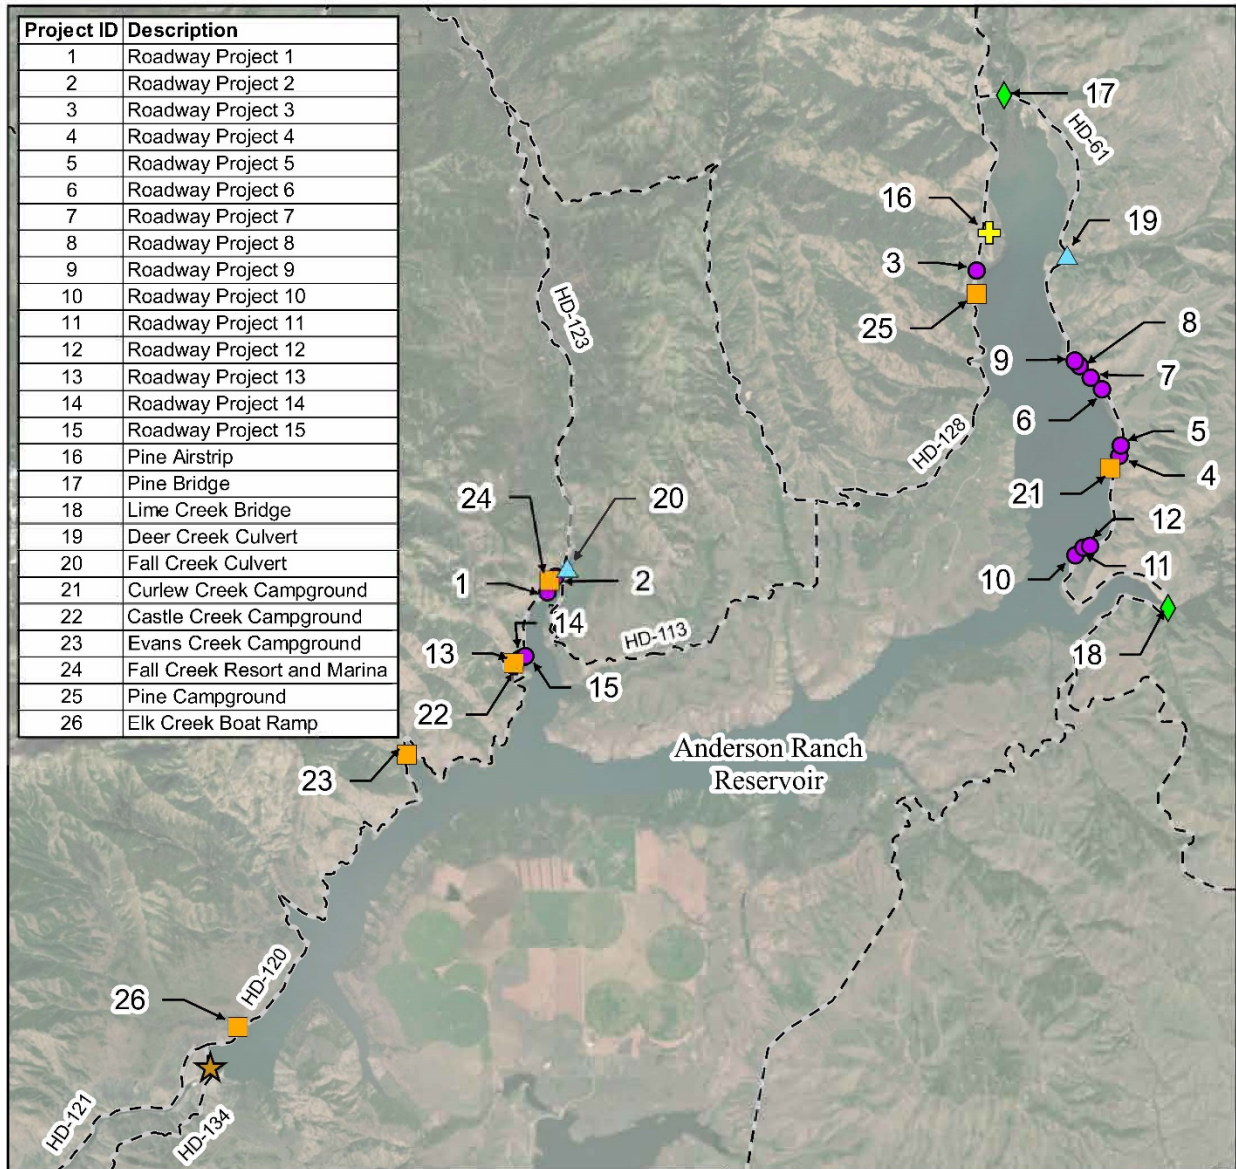 Project ID Description
1 Roadway Project 1
2 Roadway Project 2
3 Roadway Project 3
4 Roadway Project 4
5 Roadway Project 5
6 Roadway Project 6
7 Roadway Project 7
8 Roadway Project 8
9 Roadway Project 9
10 Roadway Project 10
11 Roadway Project 11
12 Roadway Project 12
13 Roadway Project 13
14 Roadway Project 14
15 Roadway Project 15
16 Pine Airstrip
17 Pine Bridge
18 Lime Creek Bridge
19 Deer Creek Culvert
20 Fall Creek Culvert
21 Curlew Creek Campground
22 Castle Creek Campground
23 Evans Creek Campground
24 Fall Creek Resort and Marina
25 Pine Campground
26 Elk Creek Boat Ramp
17
HD-61
16
19
3
HD-123
25
8
9
7
6
HD-128
5
24
20
21
4
12
1
2
10
11
14
HD-113
13
18
15
22
Anderson Ranch
Reservoir
23
HD-120
26
HD-121
HD-134